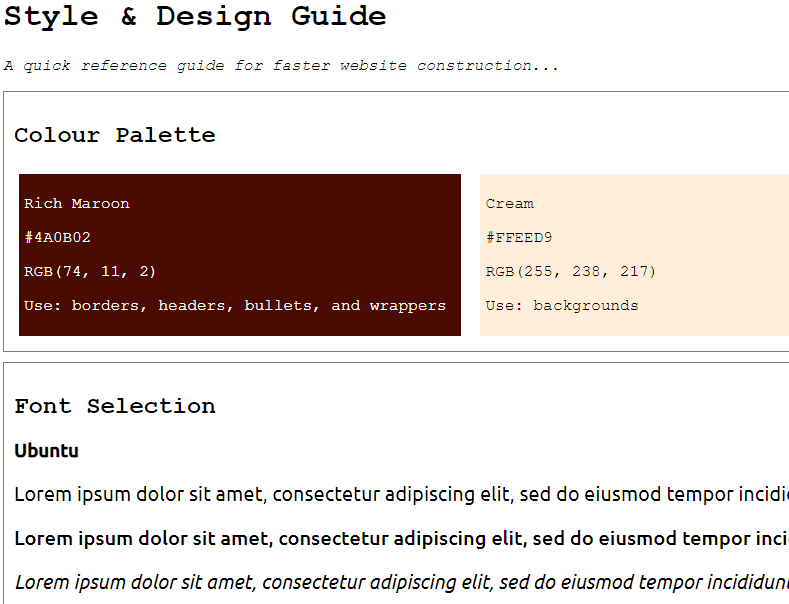 Style & Design Guide
A quick reference guide for faster website construction...
Colour Palette
Rich Maroon
#4A0B02
RGB(74, 11, 2)
Use: borders, headers, bullets, and wrappers
Cream
#FFEED9
RGB(255, 238, 217)
Use: backgrounds
Font Selection
Ubuntu
Lorem ipsum dolor sit amet, consectetur adipiscing elit, sed do eiusmod tempor incidi
Lorem ipsum dolor sit amet, consectetur adipiscing elit, sed do eiusmod tempor inci
Lorem ipsum dolor sit amet, consectetur adipiscing elit, sed do eiusmod tempor incididun